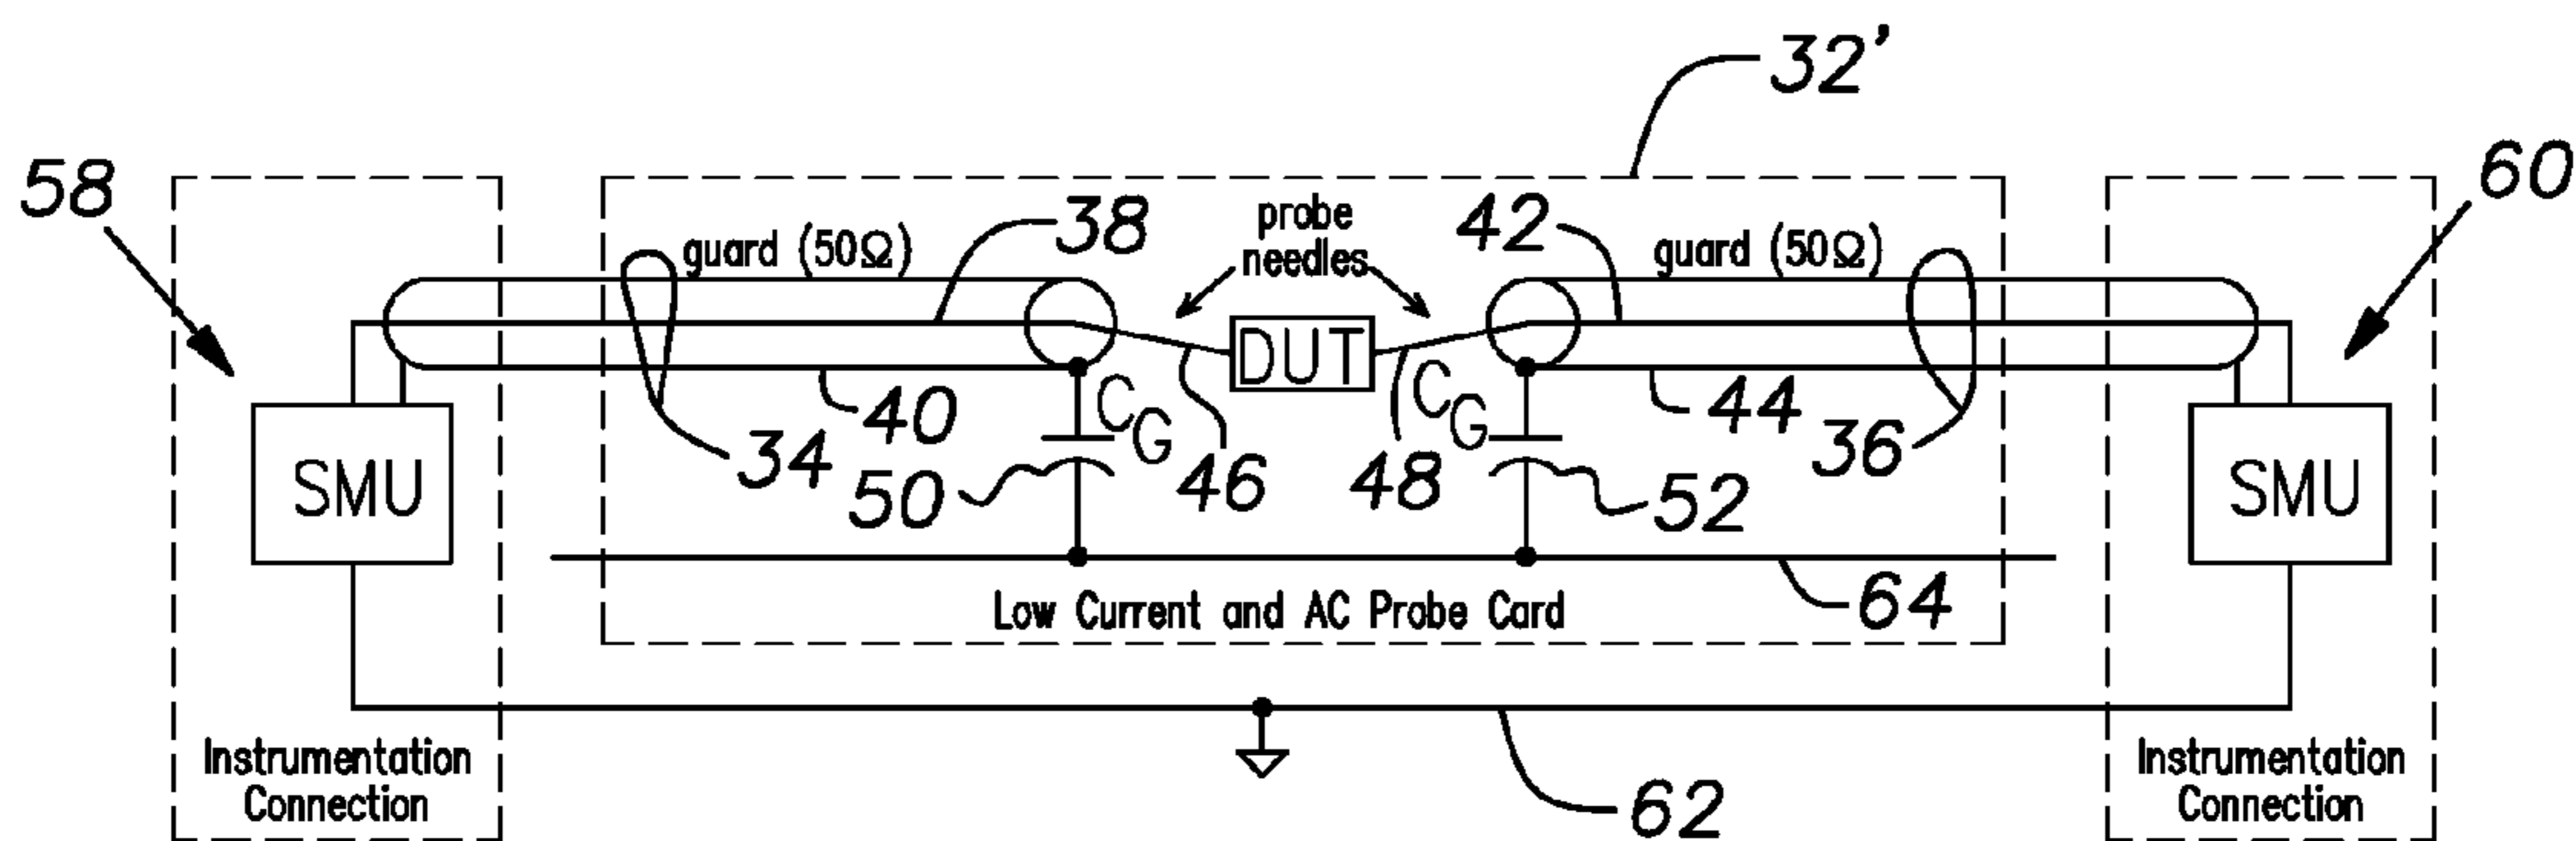 32'
58
60
guard (50Ω)
38
probe
needles
42
guard (50Ω)
DUT
40
CG
46
34
50
CG
48
44
36
52
SMU
SMU
64
Low Current and AC Probe Card
Instrumentation
Connection
Instrumentation
Connection
62